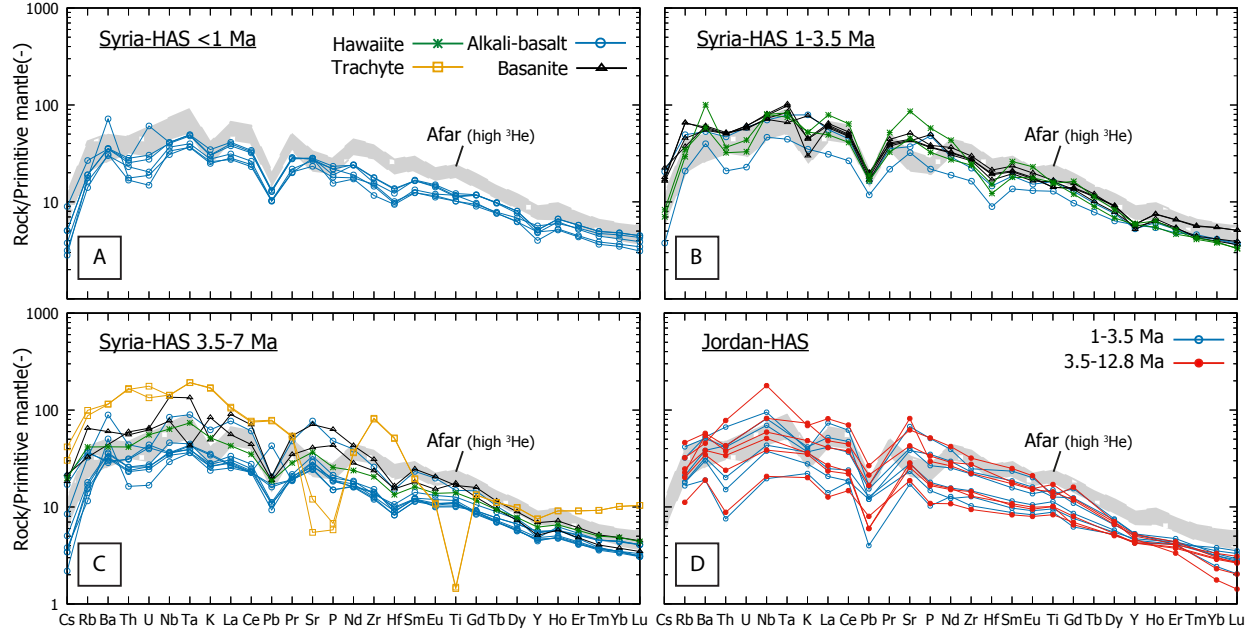 Syria-HAS <1 Ma
Hawaiite Alkali-basalt
Trachyte Basanite
Afar (high ³He)
A
Rock/Primitive mantle(-)
1000
100
10
Syria-HAS 1-3.5 Ma
Afar (high ³He)
B
Syria-HAS 3.5-7 Ma
Afar (high ³He)
C
Rock/Primitive mantle(-)
1000
100
10
1
Cs Rb Ba Th U Nb Ta K La Ce Pb Pr Sr P Nd Zr Hf Sm Eu Ti Gd Tb Dy Y Ho Er Tm Yb Lu
Jordan-HAS
1-3.5 Ma
3.5-12.8 Ma
Afar (high ³He)
D
Cs Rb Ba Th U Nb Ta K La Ce Pb Pr Sr P Nd Zr Hf Sm Eu Ti Gd Tb Dy Y Ho Er Tm Yb Lu